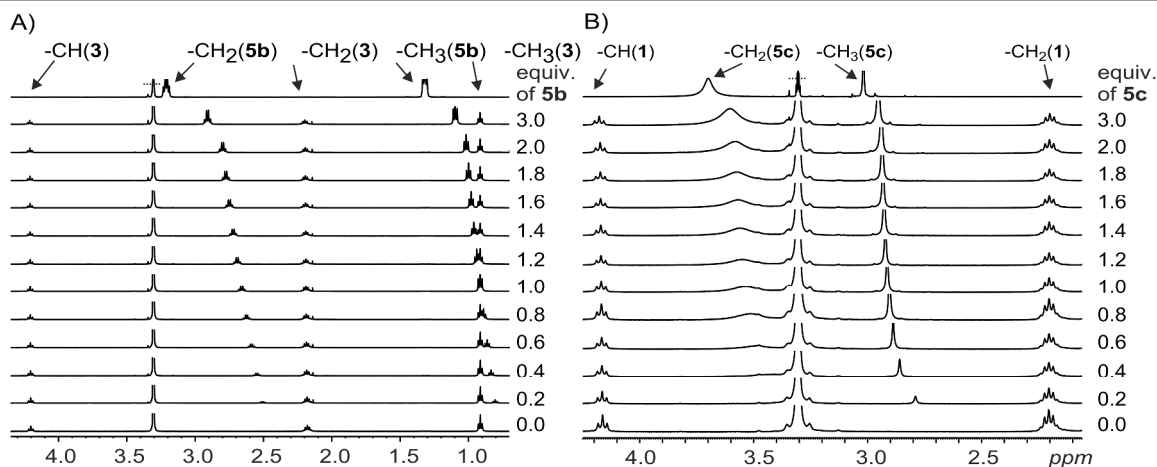 A)
-CH(3) -CH2(5b) -CH2(3) -CH3(5b) -CH3(3)
equiv.
of 5b
3.0
2.0
1.8
1.6
1.4
1.2
1.0
0.8
0.6
0.4
0.2
0.0
4.0 3.5 3.0 2.5 2.0 1.5 1.0
B)
-CH(1) -CH2(5c) -CH3(5c) -CH2(1)
equiv.
of 5c
3.0
2.0
1.8
1.6
1.4
1.2
1.0
0.8
0.6
0.4
0.2
0.0
4.0 3.5 3.0 2.5 ppm